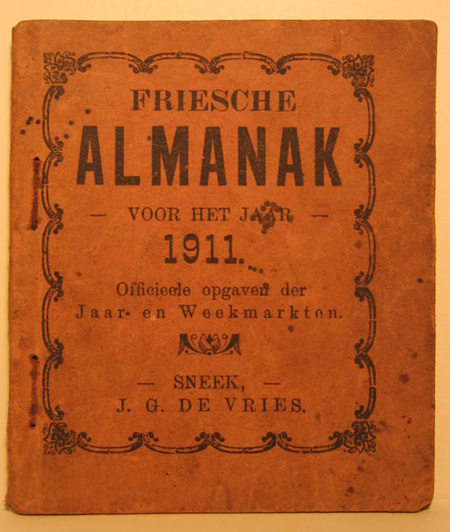 FRIESCHE
ALMANAK
— VOOR HET JAAR —
1911.
Officieele opgaven der
Jaar- en Weekmarkten.
— SNEEK, —
J. G. DE VRIES.